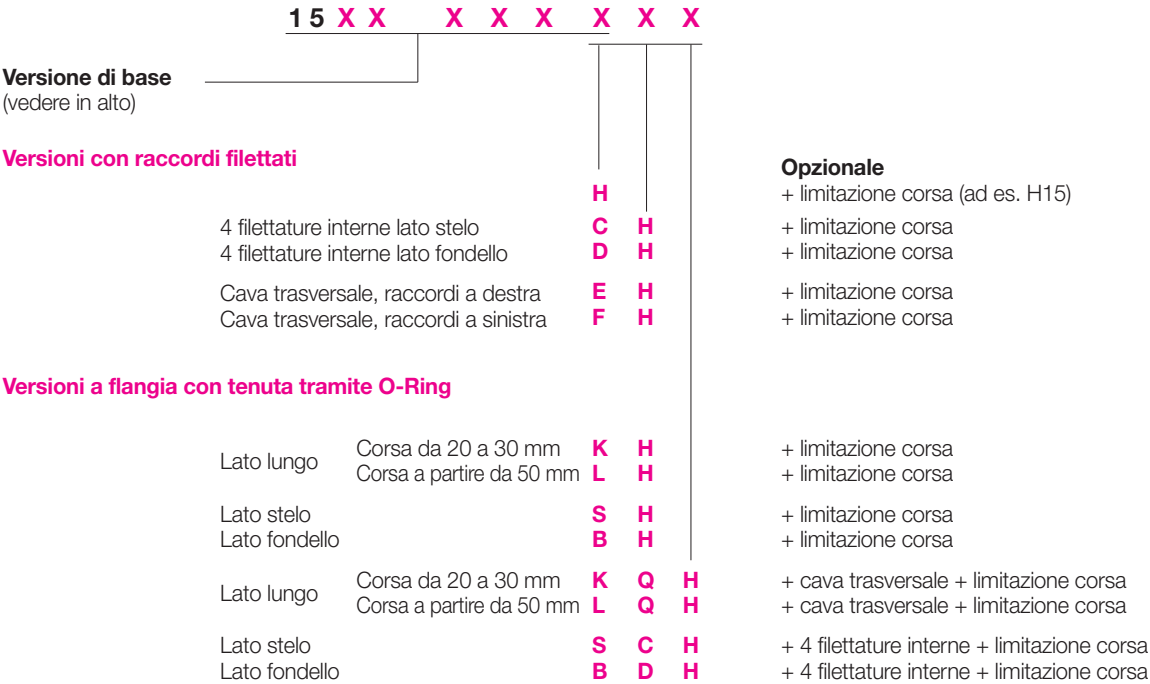 15XX XXX XXX
Versione di base
(vedere in alto)
Versioni con raccordi filettati
Opzionale
H + limitazione corsa (ad es. H15)
4 filettature interne lato stelo C H + limitazione corsa
4 filettature interne lato fondello D H + limitazione corsa
Cava trasversale, raccordi a destra E H + limitazione corsa
Cava trasversale, raccordi a sinistra F H + limitazione corsa
Versioni a flangia con tenuta tramite O-Ring
Lato lungo
Corsa da 20 a 30 mm K H + limitazione corsa
Corsa a partire da 50 mm L H + limitazione corsa
Lato stelo S H + limitazione corsa
Lato fondello B H + limitazione corsa
Lato lungo
Corsa da 20 a 30 mm K Q H + cava trasversale + limitazione corsa
Corsa a partire da 50 mm L Q H + cava trasversale + limitazione corsa
Lato stelo S C H + 4 filettature interne + limitazione corsa
Lato fondello B D H + 4 filettature interne + limitazione corsa